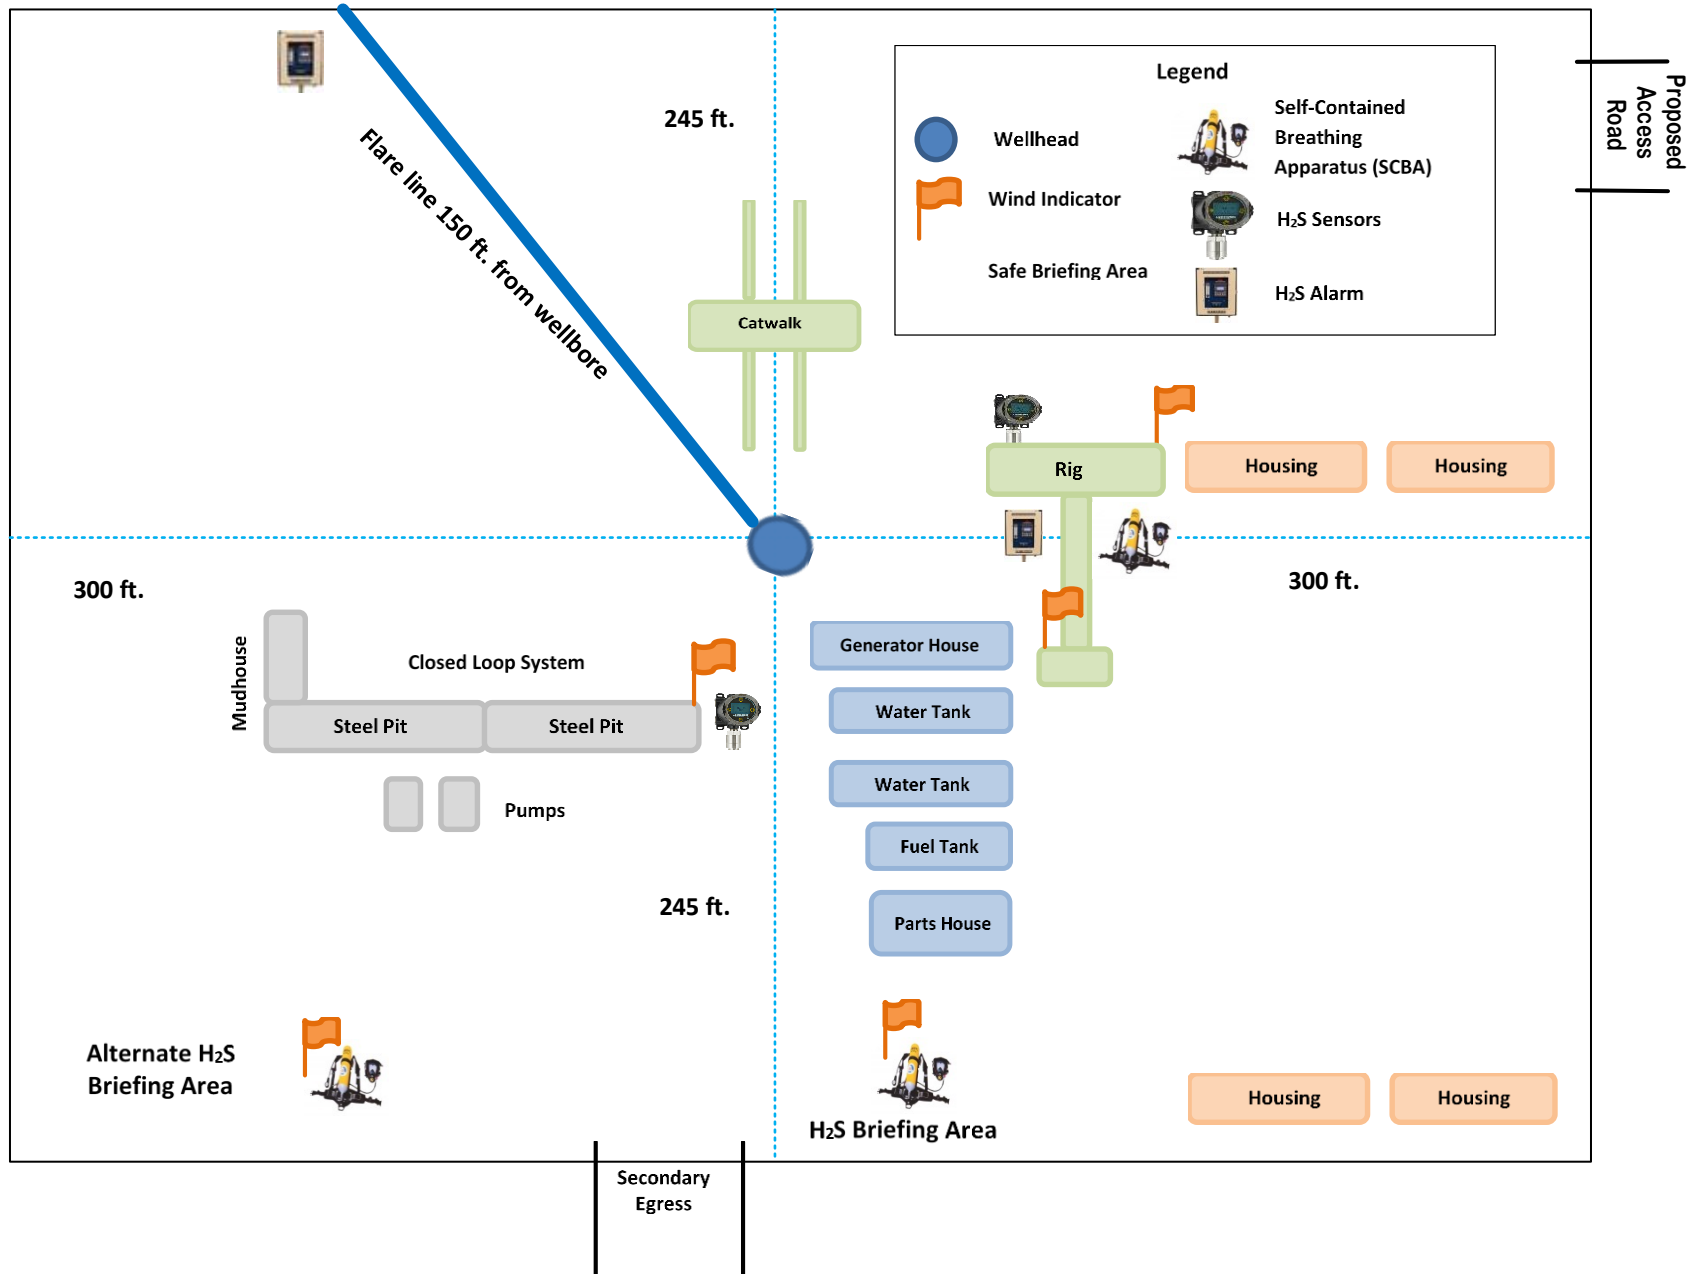 245 ft.
Flare line 150 ft. from wellbore
Catwalk
Legend
Wellhead
Wind Indicator
Safe Briefing Area
Self-Contained
Breathing
Apparatus (SCBA)
H2S Sensors
H2S Alarm
Proposed
Access
Road
Rig
Housing
Housing
300 ft.
300 ft.
Mudhouse
Closed Loop System
Steel Pit
Steel Pit
Pumps
Generator House
Water Tank
Water Tank
Fuel Tank
Parts House
245 ft.
Alternate H2S
Briefing Area
H2S Briefing Area
Housing
Housing
Secondary
Egress